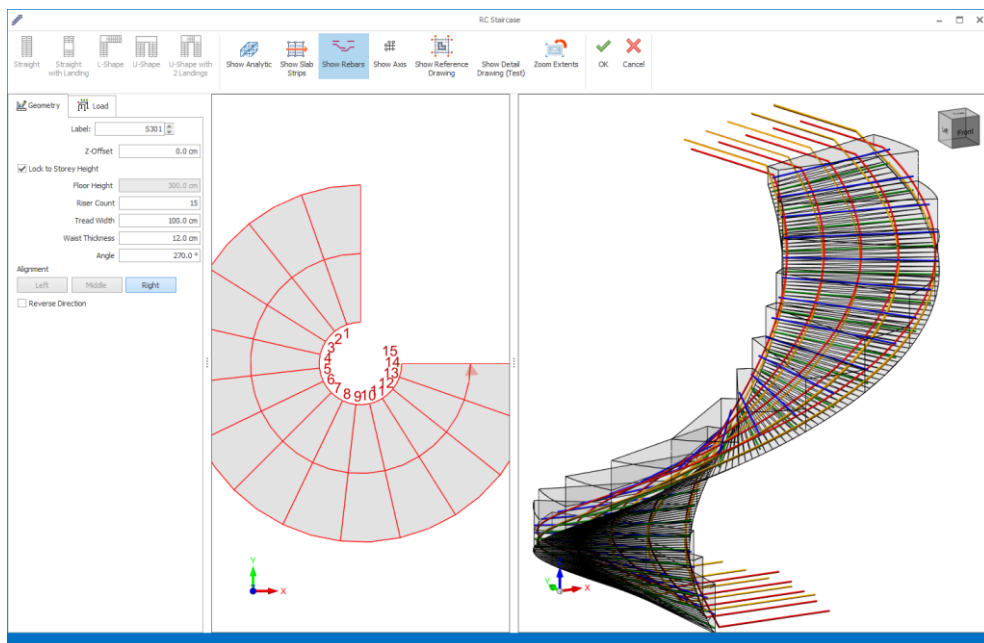 RC Staircase
Straight
Straight with Landing
L-Shape
U-Shape
U-Shape with 2 Landings
Show Analytic
Show Slab Strips
Show Rebars
Show Axis
Show Reference Drawing
Show Detail Drawing (Test)
Zoom Extents
OK
Cancel
Geometry
Load
Label: S301
Z-Offset 0.0 cm
Lock to Storey Height
Floor Height 300.0 cm
Riser Count 15
Tread Width 100.0 cm
Waist Thickness 12.0 cm
Angle 270.0 °
Alignment
Left Middle Right
Reverse Direction
1
2
3
4
5
6
7
8
9
10
11
12
13
14
15
Y
X
Front
Y
Z
X